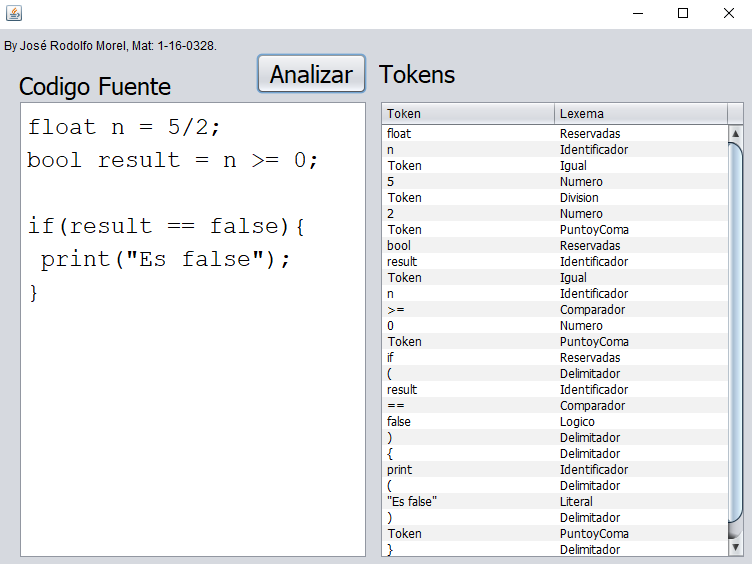 By José Rodolfo Morel, Mat: 1-16-0328.
Codigo Fuente
Analizar
Tokens
float n = 5/2;
bool result = n >= 0;
if(result == false){
print("Es false");
}
Token Lexema
float Reservadas
n Identificador
Token Igual
5 Numero
Token Division
2 Numero
Token PuntoyComa
bool Reservadas
result Identificador
Token Igual
n Identificador
>= Comparador
0 Numero
Token PuntoyComa
if Reservadas
( Delimitador
result Identificador
== Comparador
false Logico
) Delimitador
{ Delimitador
print Identificador
( Delimitador
"Es false" Literal
) Delimitador
Token PuntoyComa
} Delimitador